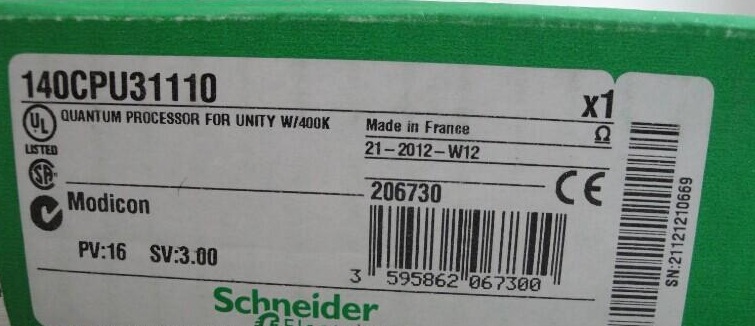 140CPU31110
x1
QUANTUM PROCESSOR FOR UNITY W/400K
Made in France
Ω
21-2012-W12
UL
LISTED
206730
CE
Modicon
PV:16 SV:3.00
3 595862 067300
SN:21121210669
Schneider